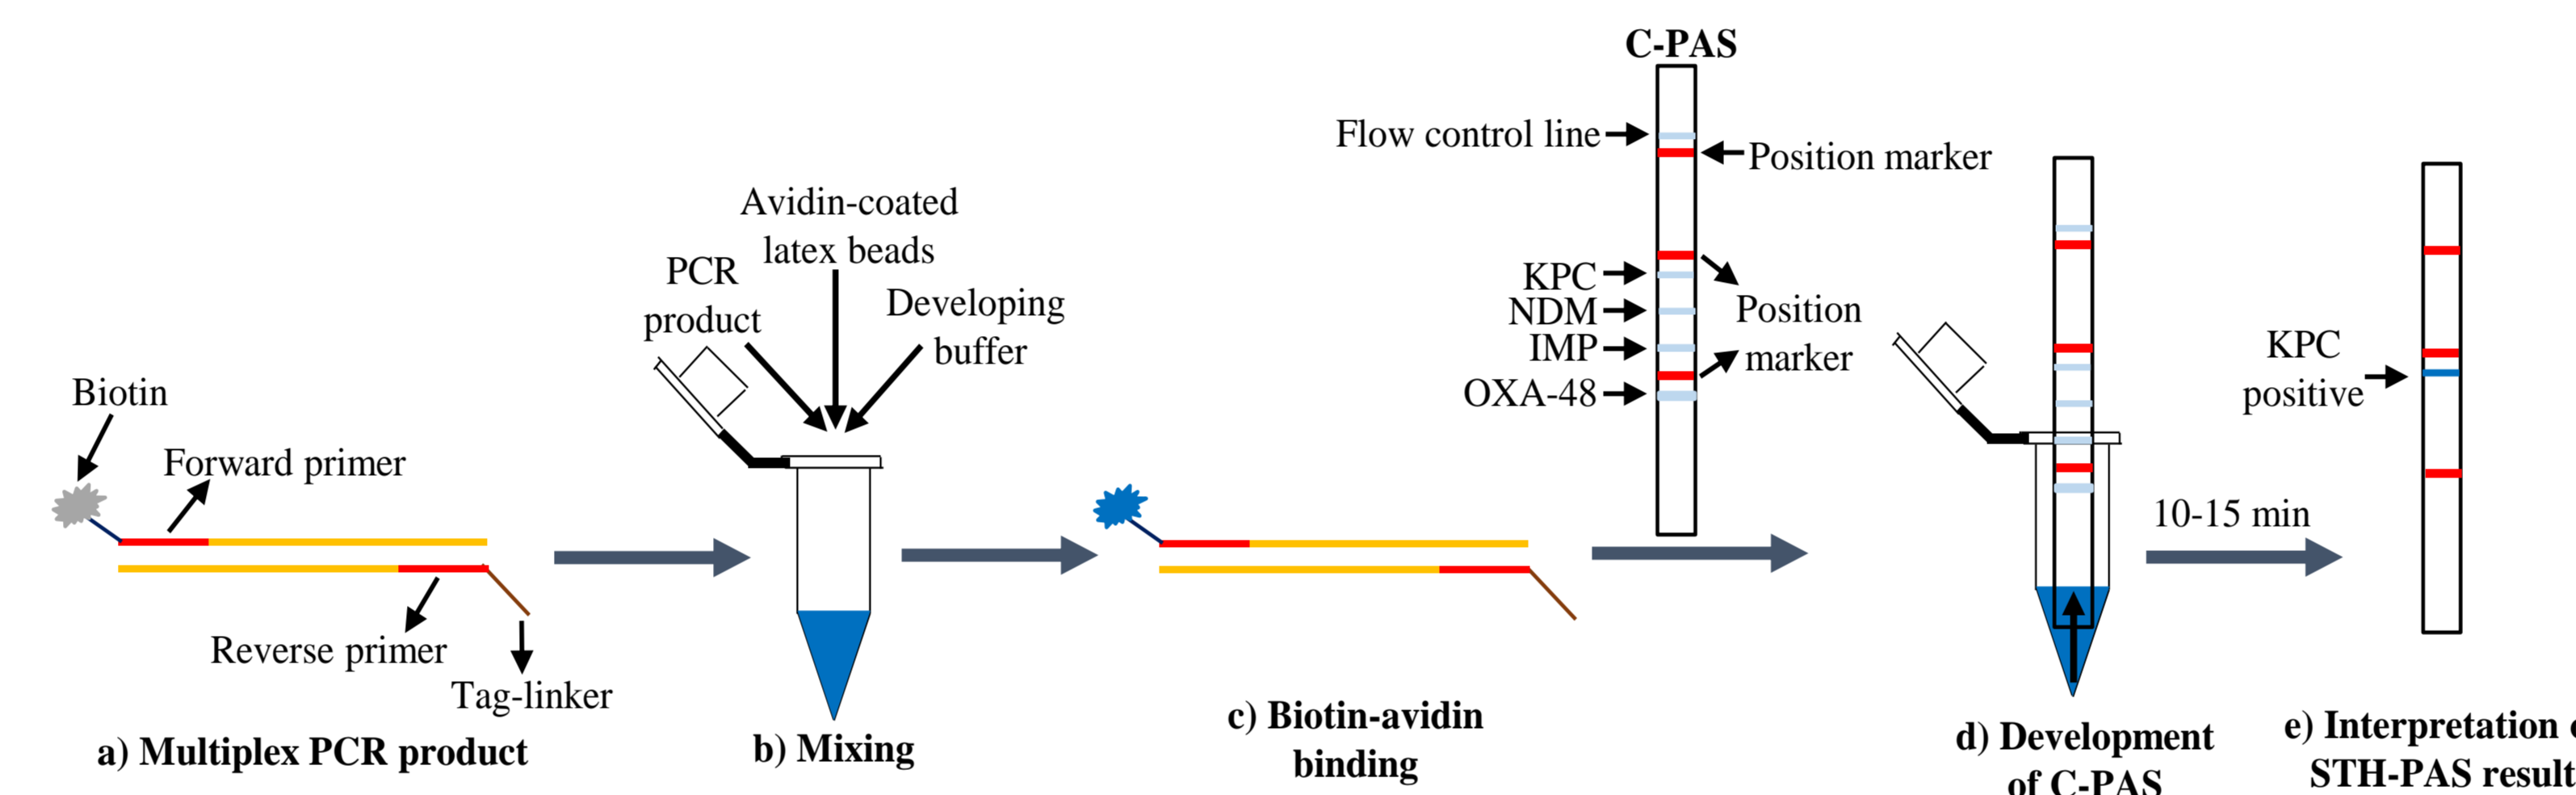 C-PAS
Flow control line
Position marker
Avidin-coated
latex beads
PCR
product
Developing
buffer
KPC
NDM
IMP
OXA-48
Position
marker
Biotin
Forward primer
Reverse primer
Tag-linker
10-15 min
KPC
positive
a) Multiplex PCR product
b) Mixing
c) Biotin-avidin
binding
d) Development
of C-PAS
e) Interpretation
STH-PAS result